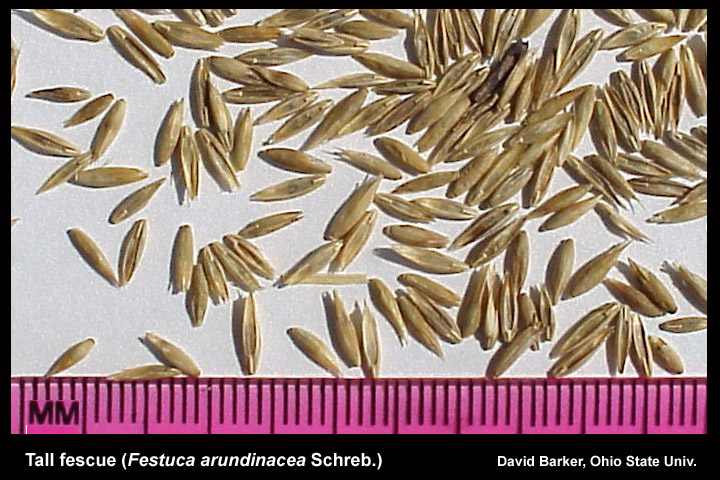 MM
Tall fescue (Festuca arundinacea Schreb.)
David Barker, Ohio State Univ.